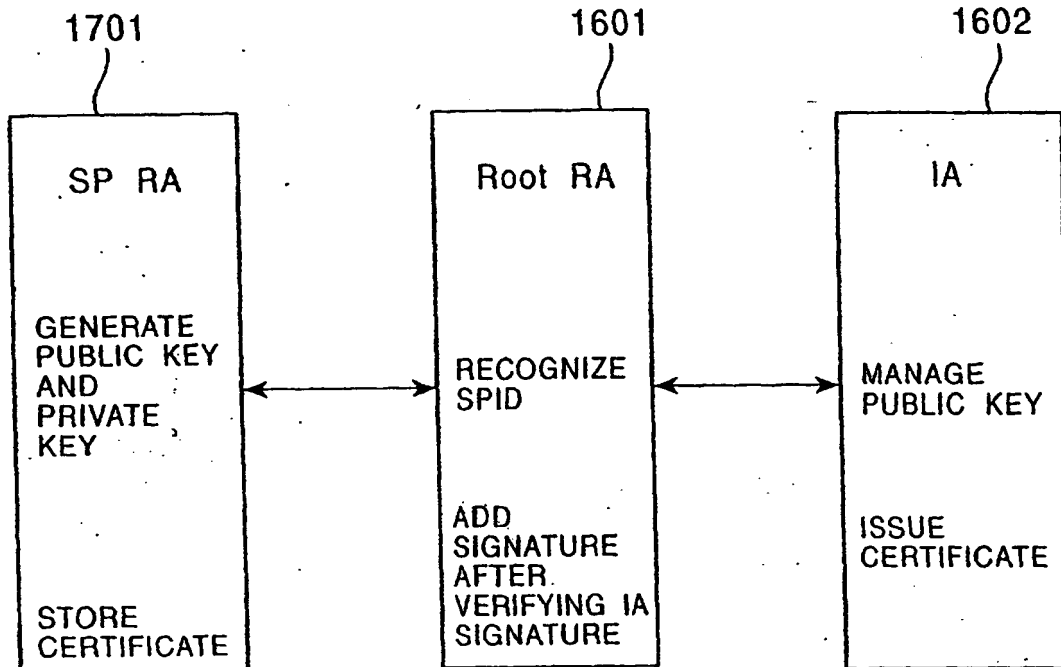 1701
1601
1602
SP RA
GENERATE
PUBLIC KEY
AND
PRIVATE
KEY
STORE
CERTIFICATE
Root RA
RECOGNIZE
SPID
ADD
SIGNATURE
AFTER
VERIFYING IA
SIGNATURE
IA
MANAGE
PUBLIC KEY
ISSUE
CERTIFICATE